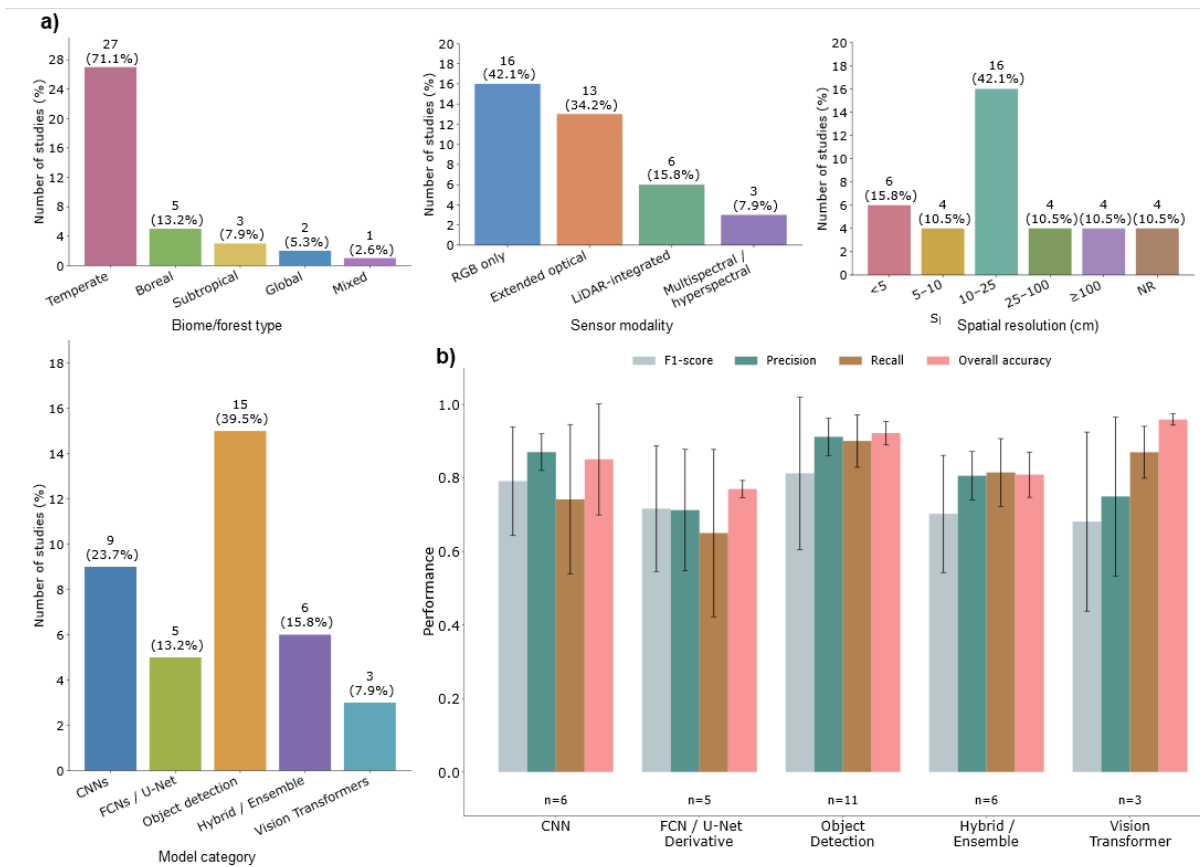 a)
27
(71.1%)
5
(13.2%)
3
(7.9%)
2
(5.3%)
1
(2.6%)
28
24
20
16
12
8
4
0
Number of studies (%)
Temperate
Boreal
Subtropical
Global
Mixed
Biome/forest type
16
(42.1%)
13
(34.2%)
6
(15.8%)
3
(7.9%)
20
18
16
14
12
10
8
6
4
2
0
Number of studies (%)
RGB only
Extended optical
LiDAR-integrated
Multispectral /
hyperspectral
Sensor modality
6
(15.8%)
4
(10.5%)
16
(42.1%)
4
(10.5%)
4
(10.5%)
4
(10.5%)
20
18
16
14
12
10
8
6
4
2
0
Number of studies (%)
<5
5–10
10–25
25–100
≥100
NR
Spatial resolution (cm)
9
(23.7%)
5
(13.2%)
15
(39.5%)
6
(15.8%)
3
(7.9%)
18
16
14
12
10
8
6
4
2
0
Number of studies (%)
CNNs
FCNs / U-Net
Object detection
Hybrid / Ensemble
Vision Transformers
Model category
b)
F1-score
Precision
Recall
Overall accuracy
1.0
0.8
0.6
0.4
0.2
0.0
Performance
n=6
n=5
n=11
n=6
n=3
CNN
FCN / U-Net
Derivative
Object
Detection
Hybrid /
Ensemble
Vision
Transformer